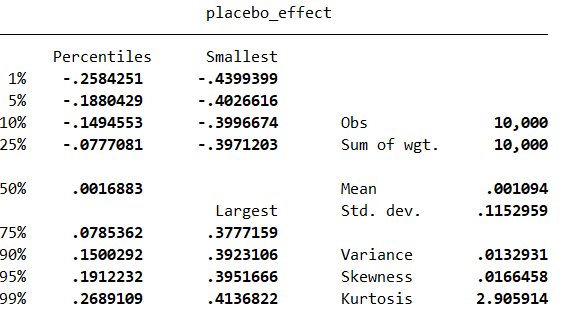 placebo_effect
Percentiles Smallest
1% -.2584251 -.4399399
5% -.1880429 -.4026616
10% -.1494553 -.3996674 Obs 10,000
25% -.0777081 -.3971203 Sum of wgt. 10,000
50% .0016883 Mean .001094
Largest Std. dev. .1152959
75% .0785362 .3777159
90% .1500292 .3923106 Variance .0132931
95% .1912232 .3951666 Skewness .0166458
99% .2689109 .4136822 Kurtosis 2.905914